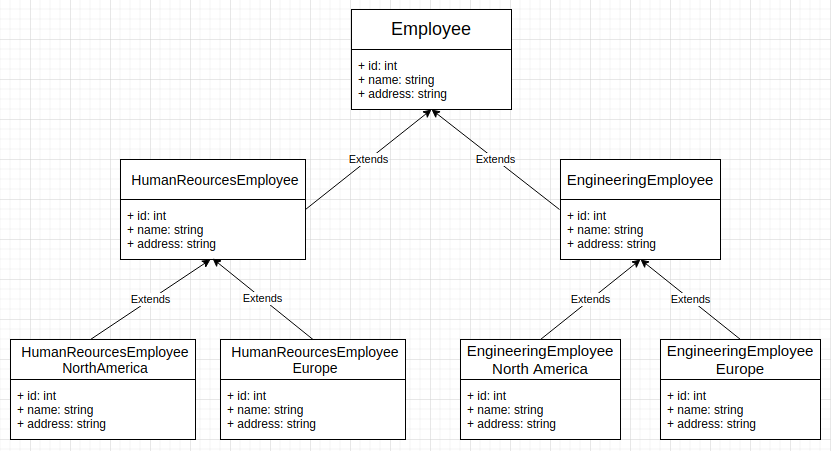 Employee
+ id: int
+ name: string
+ address: string
Extends
Extends
HumanReourcesEmployee
+ id: int
+ name: string
+ address: string
EngineeringEmployee
+ id: int
+ name: string
+ address: string
Extends
Extends
Extends
Extends
HumanReourcesEmployee
NorthAmerica
+ id: int
+ name: string
+ address: string
HumanReourcesEmployee
Europe
+ id: int
+ name: string
+ address: string
EngineeringEmployee
North America
+ id: int
+ name: string
+ address: string
EngineeringEmployee
Europe
+ id: int
+ name: string
+ address: string